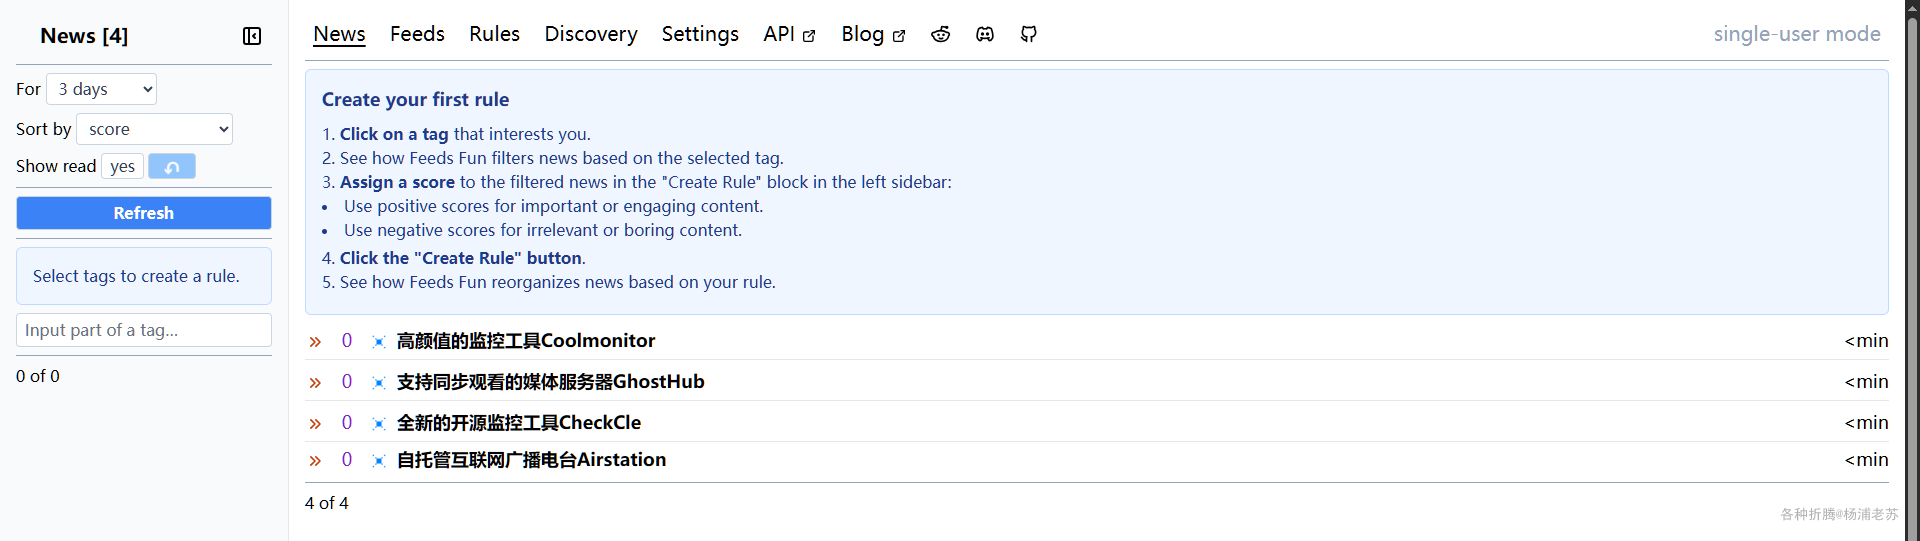 News [4]
For 3 days
Sort by score
Show read yes
Refresh
Select tags to create a rule.
Input part of a tag...
0 of 0
News Feeds Rules Discovery Settings API Blog single-user mode
Create your first rule
1. Click on a tag that interests you.
2. See how Feeds Fun filters news based on the selected tag.
3. Assign a score to the filtered news in the "Create Rule" block in the left sidebar:
• Use positive scores for important or engaging content.
• Use negative scores for irrelevant or boring content.
4. Click the "Create Rule" button.
5. See how Feeds Fun reorganizes news based on your rule.
» 0 高颜值的监控工具Coolmonitor <min
» 0 支持同步观看的媒体服务器GhostHub <min
» 0 全新的开源监控工具CheckCle <min
» 0 自托管互联网广播电台Airstation <min
4 of 4
各种折腾@杨浦老苏